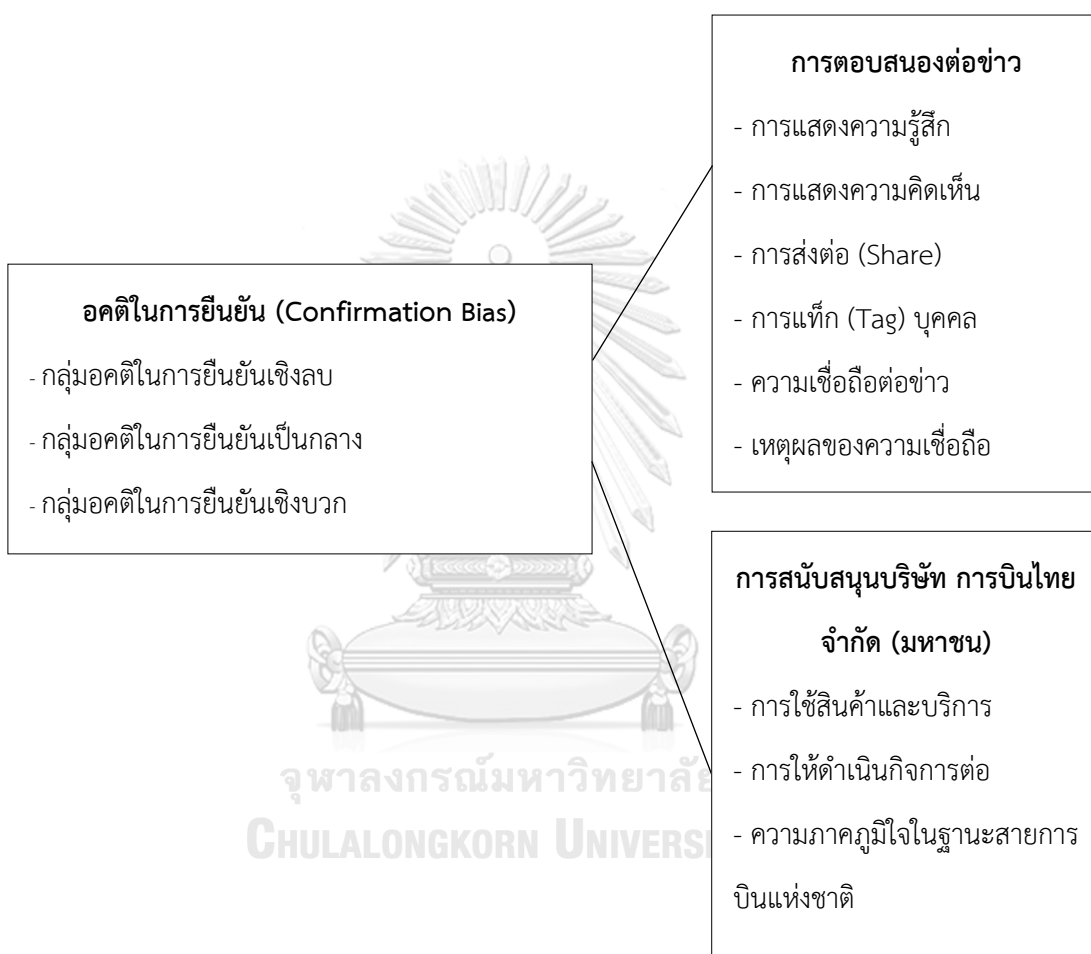 การตอบสนองต่อข่าว
- การแสดงความรู้สึก
- การแสดงความคิดเห็น
- การส่งต่อ (Share)
- การแท็ก (Tag) บุคคล
- ความเชื่อถือต่อข่าว
- เหตุผลของความเชื่อถือ
อคติในการยืนยัน (Confirmation Bias)
- กลุ่มอคติในการยืนยันเชิงลบ
- กลุ่มอคติในการยืนยันเป็นกลาง
- กลุ่มอคติในการยืนยันเชิงบวก
การสนับสนุนบริษัท การบินไทย
จำกัด (มหาชน)
- การใช้สินค้าและบริการ
- การให้ดำเนินกิจการต่อ
- ความภาคภูมิใจในฐานะสายการ
บินแห่งชาติ
จุฬาลงกรณ์มหาวิทยาลัย
CHULALONGKORN UNIVERSI